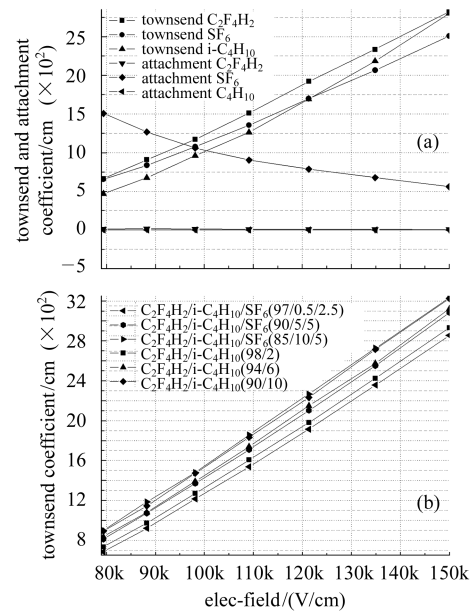 townsend C₂F₄H₂
townsend SF₆
townsend i-C₄H₁₀
attachment C₂F₄H₂
attachment SF₆
attachment C₄H₁₀
townsend and attachment
coefficient/cm (×10²)
25
20
15
10
5
0
−5
(a)
C₂F₄H₂/i-C₄H₁₀/SF₆(97/0.5/2.5)
C₂F₄H₂/i-C₄H₁₀/SF₆(90/5/5)
C₂F₄H₂/i-C₄H₁₀/SF₆(85/10/5)
C₂F₄H₂/i-C₄H₁₀(98/2)
C₂F₄H₂/i-C₄H₁₀(94/6)
C₂F₄H₂/i-C₄H₁₀(90/10)
townsend coefficient/cm (×10²)
32
28
24
20
16
12
8
(b)
80k 90k 100k 110k 120k 130k 140k 150k
elec-field/(V/cm)